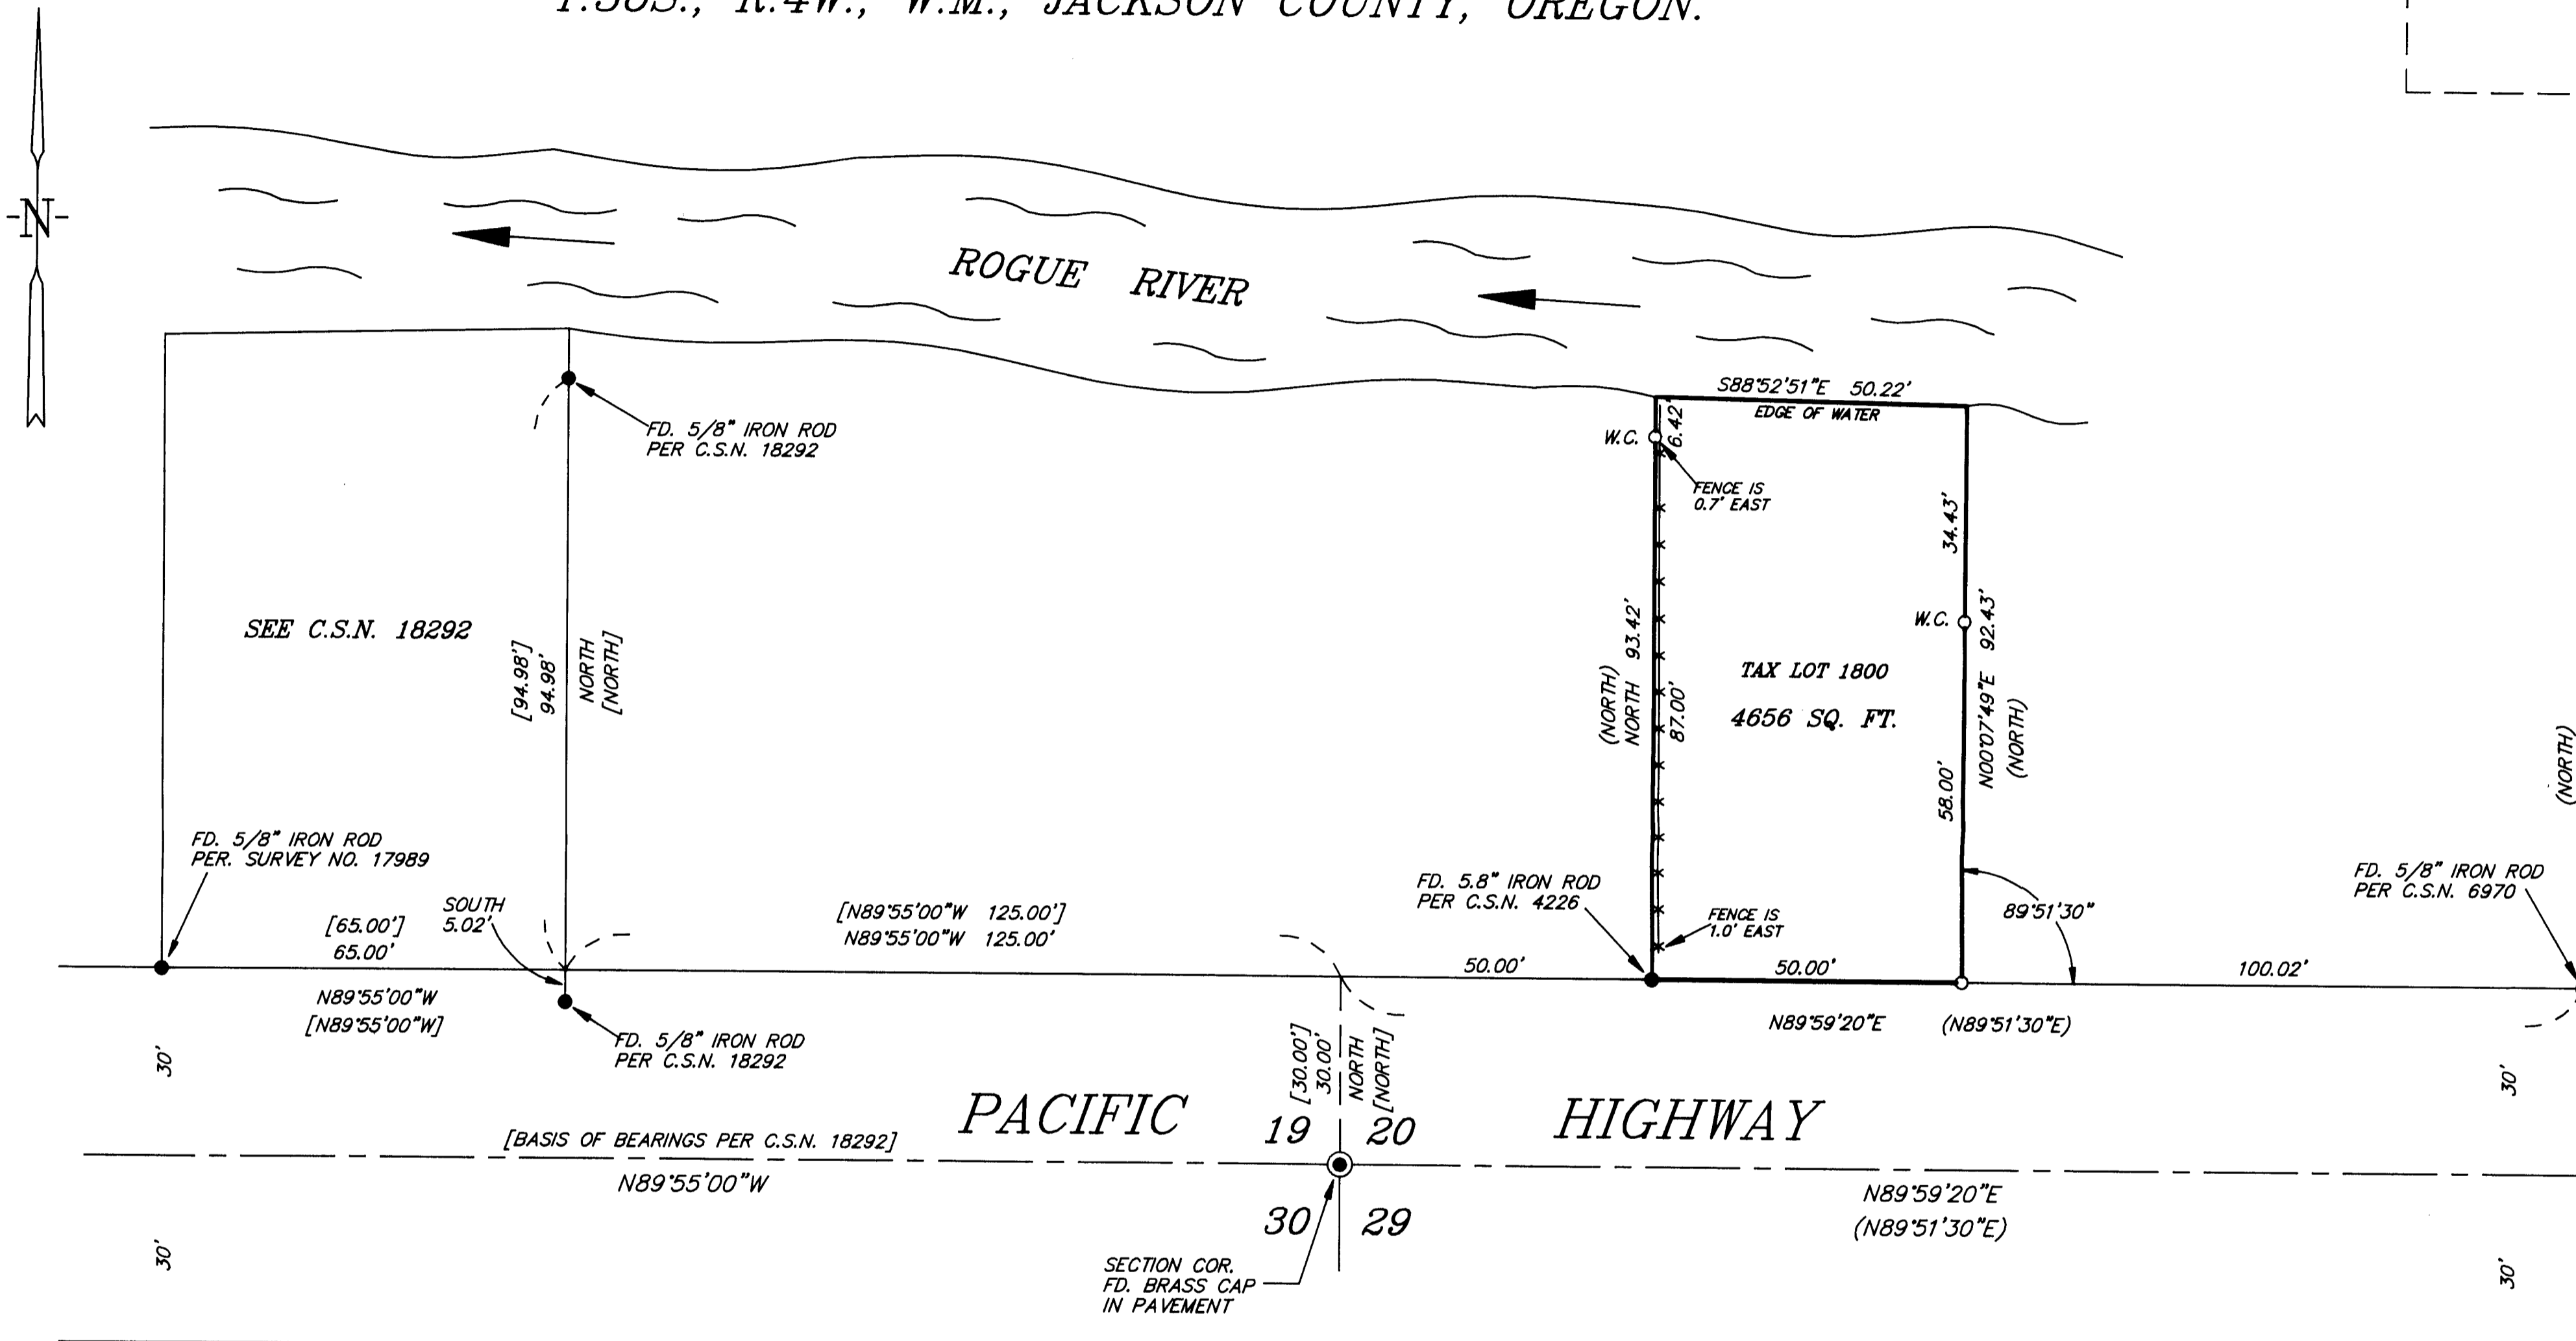 R.4W., W.M., JACKSON COUNTY, OREGON.
-N-
ROGUE RIVER
S88°52'51"E 50.22'
EDGE OF WATER
6.42'
W.C.
FENCE IS
0.7' EAST
FD. 5/8" IRON ROD
PER C.S.N. 18292
34.43'
W.C.
SEE C.S.N. 18292
[94.98']
94.98'
NORTH
[NORTH]
(NORTH)
NORTH 93.42'
87.00'
TAX LOT 1800
4656 SQ. FT.
N00°07'49"E 92.43'
(NORTH)
58.00'
(NORTH)
FD. 5/8" IRON ROD
PER. SURVEY NO. 17989
[65.00']
65.00'
SOUTH
5.02'
[N89°55'00"W 125.00']
N89°55'00"W 125.00'
FD. 5.8" IRON ROD
PER C.S.N. 4226
FENCE IS
1.0' EAST
89°51'30"
FD. 5/8" IRON ROD
PER C.S.N. 6970
50.00'
50.00'
100.02'
N89°55'00"W
[N89°55'00"W]
FD. 5/8" IRON ROD
PER C.S.N. 18292
N89°59'20"E (N89°51'30"E)
30'
[30.00']
30.00'
NORTH
[NORTH]
30'
PACIFIC HIGHWAY
19 20
[BASIS OF BEARINGS PER C.S.N. 18292]
N89°55'00"W
N89°59'20"E
(N89°51'30"E)
30 29
30'
30'
SECTION COR.
FD. BRASS CAP
IN PAVEMENT